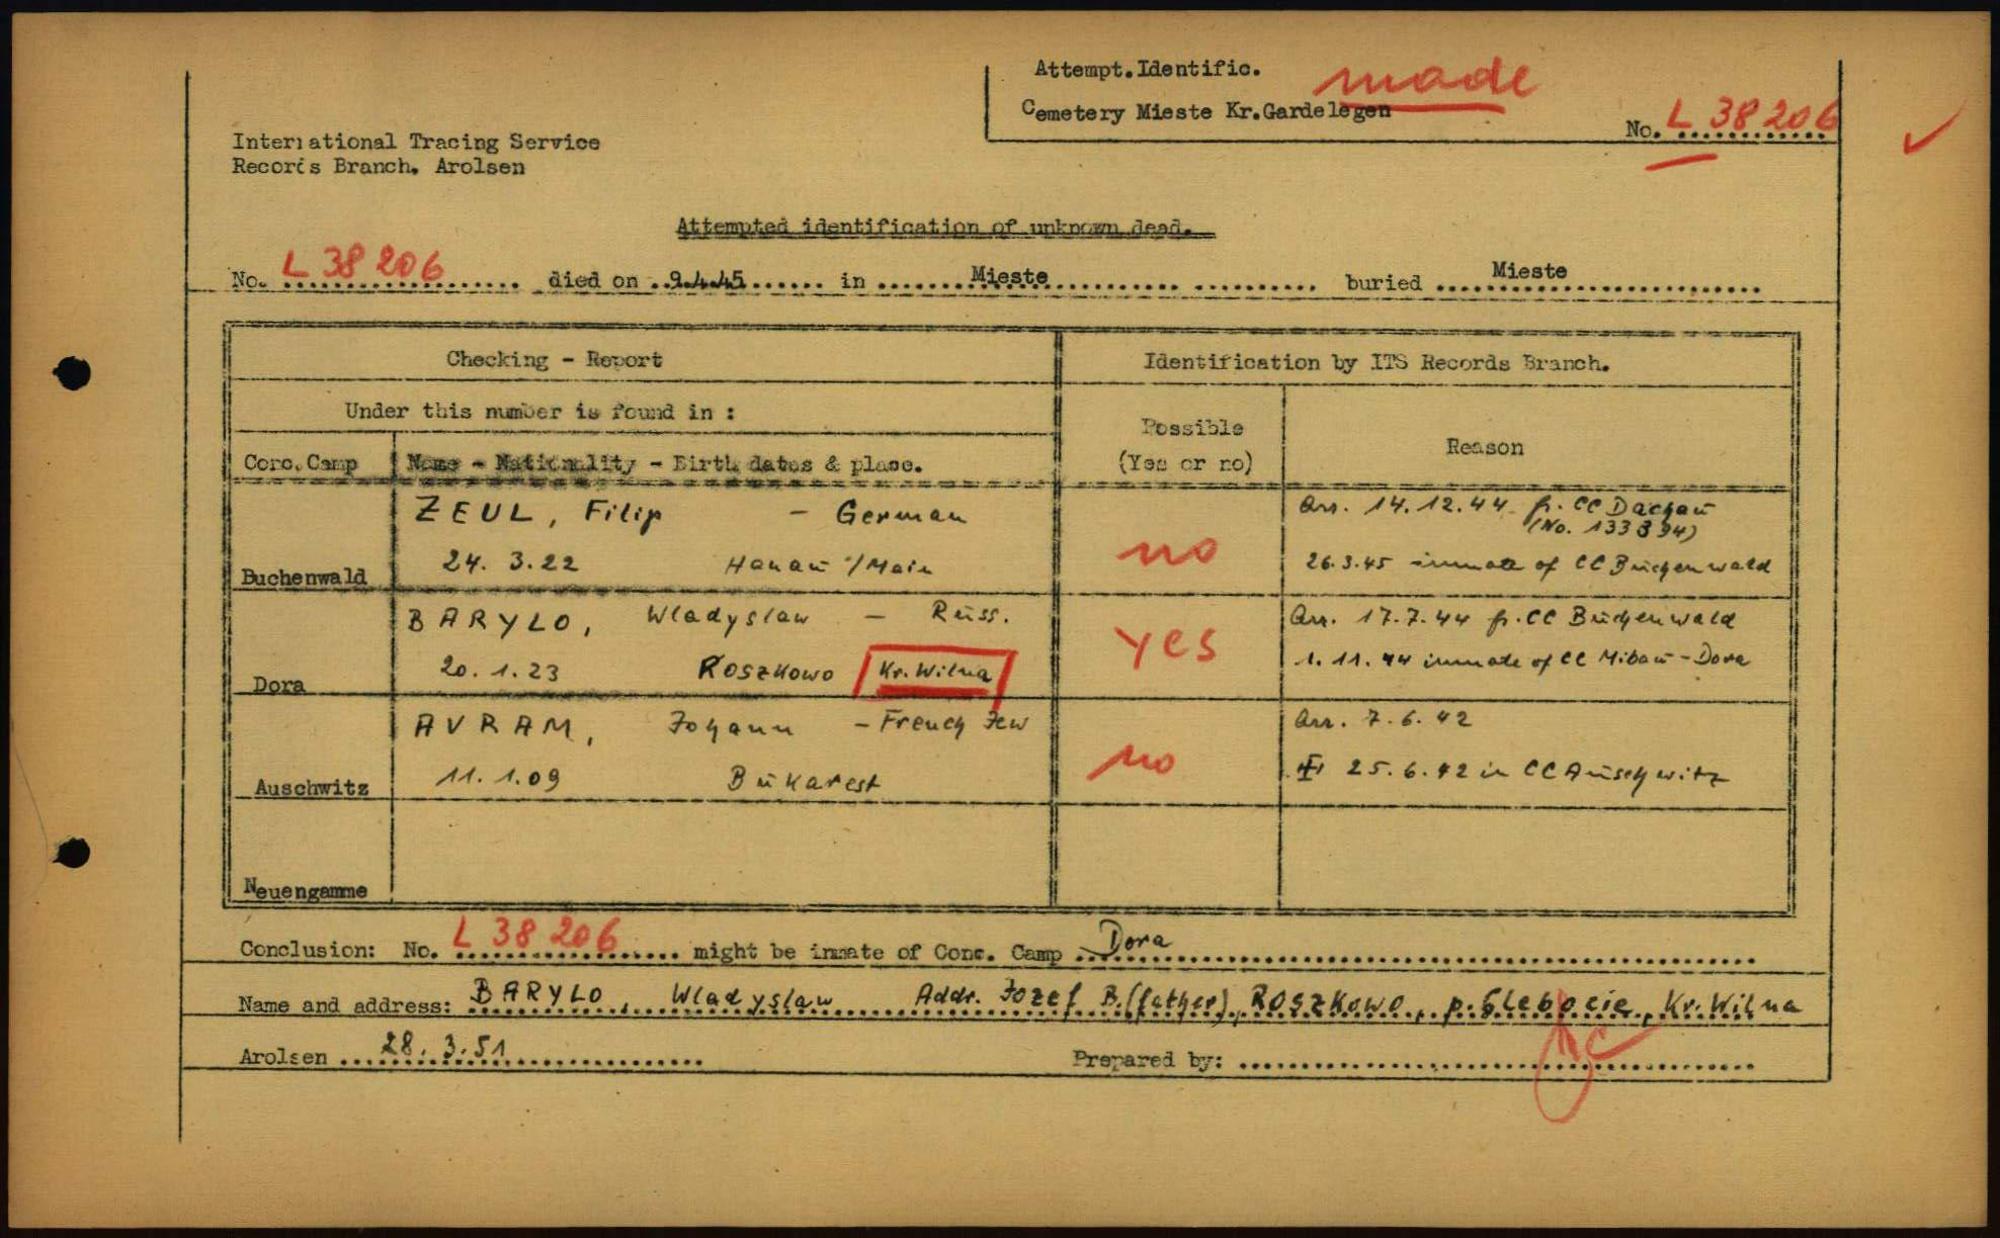 Attempt.Identific. made
Cemetery Mieste Kr.Gardelegen
No. L 38 206
International Tracing Service
Records Branch. Arolsen
Attempted identification of unknown dead.
No. L 38 206 died on 9.4.45 in Mieste buried Mieste
Checking - Report
Identification by ITS Records Branch.
Under this number is found in :
Possible
(Yes or no)
Reason
Conc.Camp
Name - Nationality - Birth dates & place.
ZEUL, Filip - German
Arr. 14.12.44 fr. CC Dachau
(No. 133 894)
no
Buchenwald
24. 3.22 Hanau /Main
26.3.45 inmate of CC Buchenwald
BARYLO, Wladyslaw - Russ.
Arr. 17.7.44 fr. CC Buchenwald
yes
Dora
20.1.23 Roszkowo Kr. Wilna
1. 11. 44 inmate of CC Mibau-Dora
AVRAM, Johann - French Jew
Arr. 7.6.42
no
Auschwitz
11.1.09 Bukarest
25.6.42 in CC Auschwitz
Neuengamme
Conclusion: No. L 38 206 might be inmate of Conc. Camp Dora
Name and address: BARYLO, Wladyslaw Addr. Jozef B. (father), ROSZKOWO, p. Glebocie, Kr. Wilna
Arolsen 28. 3.51 Prepared by: